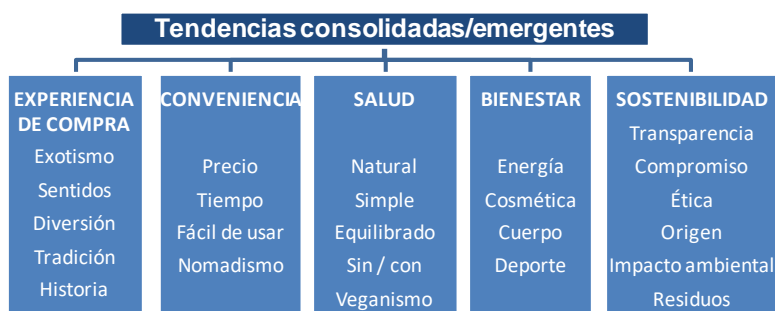 Tendencias consolidadas/emergentes
EXPERIENCIA
DE COMPRA
Exotismo
Sentidos
Diversión
Tradición
Historia
CONVENIENCIA
Precio
Tiempo
Fácil de usar
Nomadismo
SALUD
Natural
Simple
Equilibrado
Sin / con
Veganismo
BIENESTAR
Energía
Cosmética
Cuerpo
Deporte
SOSTENIBILIDAD
Transparencia
Compromiso
Ética
Origen
Impacto ambiental
Residuos